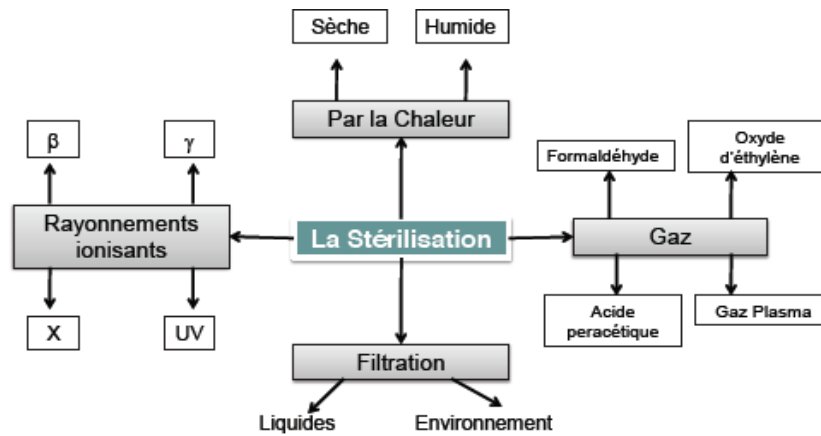 Sèche
Humide
Par la Chaleur
β
γ
Rayonnements
ionisants
X
UV
La Stérilisation
Formaldéhyde
Oxyde
d'éthylène
Gaz
Acide
peracétique
Gaz Plasma
Filtration
Liquides
Environnement